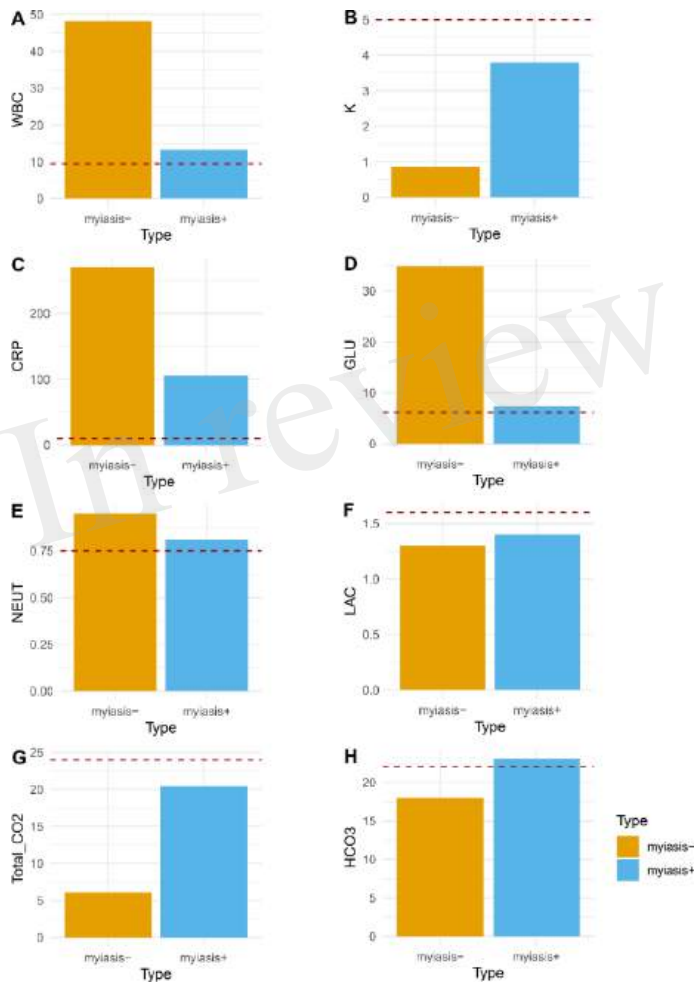 A
WBC
50
40
30
20
10
0
myiasis−
myiasis+
Type
B
K
5
4
3
2
1
0
myiasis−
myiasis+
Type
C
CRP
200
100
0
myiasis−
myiasis+
Type
D
GLU
30
20
10
0
myiasis−
myiasis+
Type
E
NEUT
0.75
0.50
0.25
0.00
myiasis−
myiasis+
Type
F
LAC
1.5
1.0
0.5
0.0
myiasis−
myiasis+
Type
G
Total_CO2
25
20
15
10
5
0
myiasis−
myiasis+
Type
H
HCO3
20
15
10
5
0
myiasis−
myiasis+
Type
Type
myiasis−
myiasis+
In review